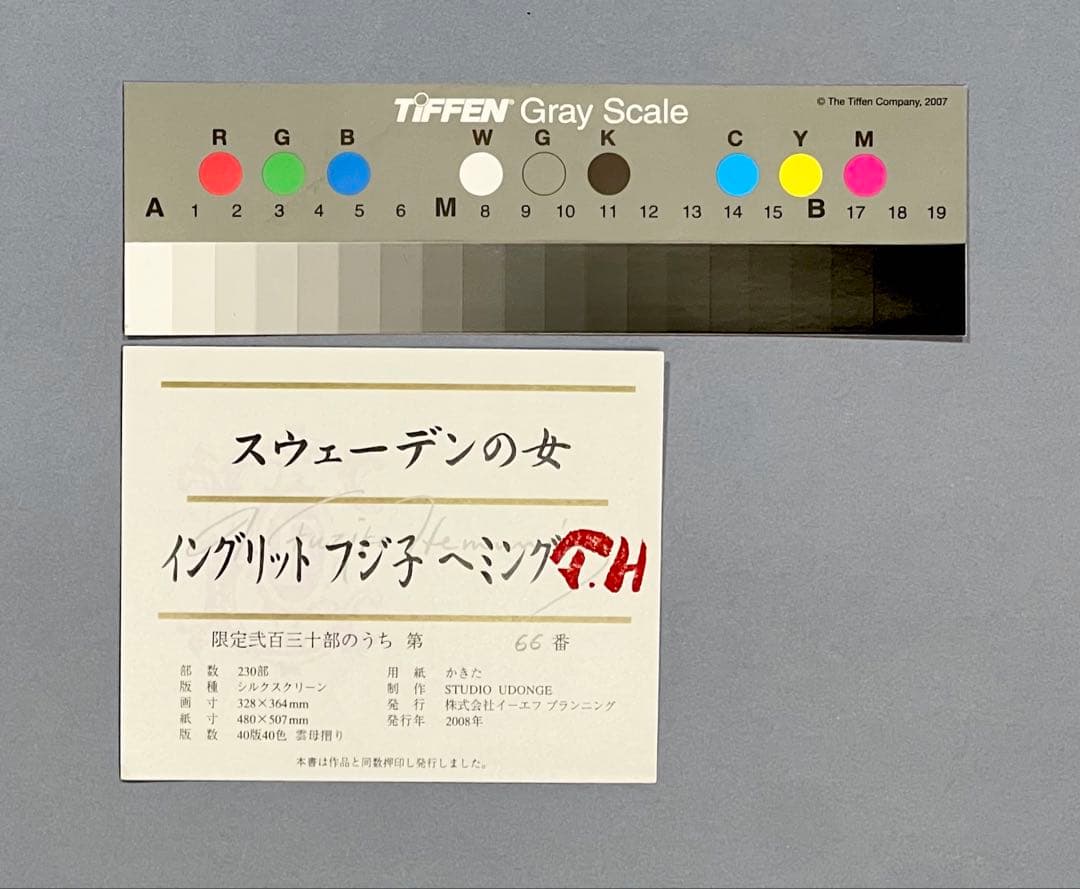 TIFFEN Gray Scale
© The Tiffen Company, 2007
R G B W G K C Y M
A 1 2 3 4 5 6 M 8 9 10 11 12 13 14 15 B 17 18 19
スウェーデンの女
イングリット フジ子 ヘミング
T.H
限定弐百三十部のうち 第 66 番
部 数 230部
版 種 シルクスクリーン
画 寸 328×364mm
紙 寸 480×507mm
版 数 40版40色 雲母摺り
用 紙 かきた
制 作 STUDIO UDONGE
発 行 株式会社イーエフ プランニング
発行年 2008年
本書は作品と同数押印し発行しました。